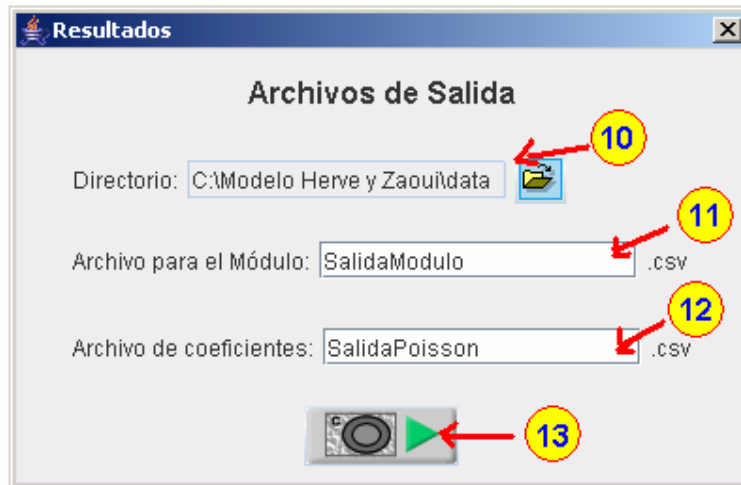 Resultados
Archivos de Salida
10
Directorio: C:\Modelo Herve y Zaoui\data
11
Archivo para el Módulo: SalidaModulo .csv
12
Archivo de coeficientes: SalidaPoisson .csv
C
13